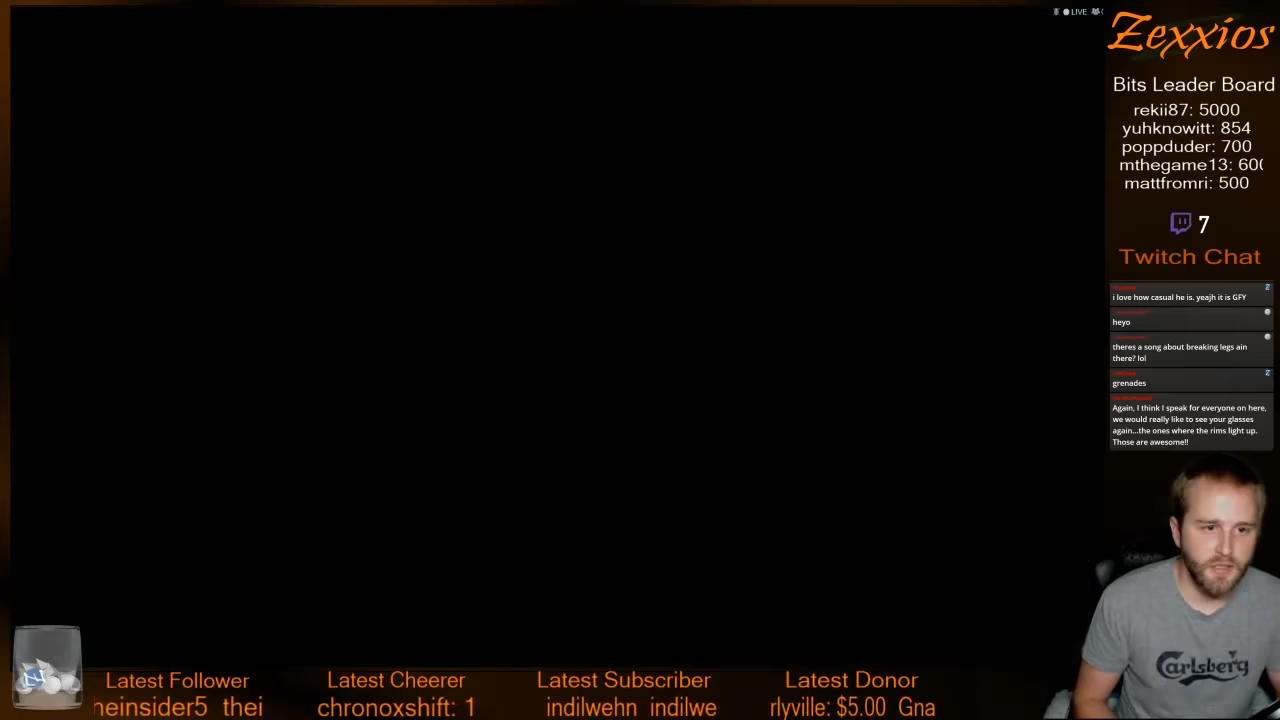 LIVE
Zexxios
Bits Leader Board
rekii87: 5000
yuhknowitt: 854
poppduder: 700
mthegame13: 600
mattfromri: 500
7
Twitch Chat
i love how casual he is. yeajh it is GFY
heyo
theres a song about breaking legs ain
there? lol
grenades
Again, I think I speak for everyone on here,
we would really like to see your glasses
again...the ones where the rims light up.
Those are awesome!!
Carlsberg
Latest Follower
neinsider5 thei
Latest Cheerer
chronoxshift: 1
Latest Subscriber
indilwehn indilwe
Latest Donor
rlyville: $5.00 Gna